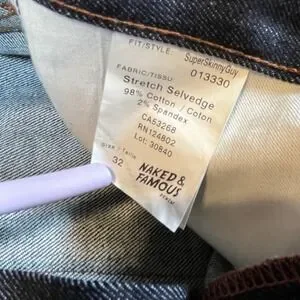 FIT/STYLE: SuperSkinnyGuy
013330
FABRIC/TISSU:
Stretch Selvedge
98% Cotton / Coton
2% Spandex
CA53268
RN124802
Lot: 30840
Size / Taille
32
NAKED &
FAMOUS
DENIM